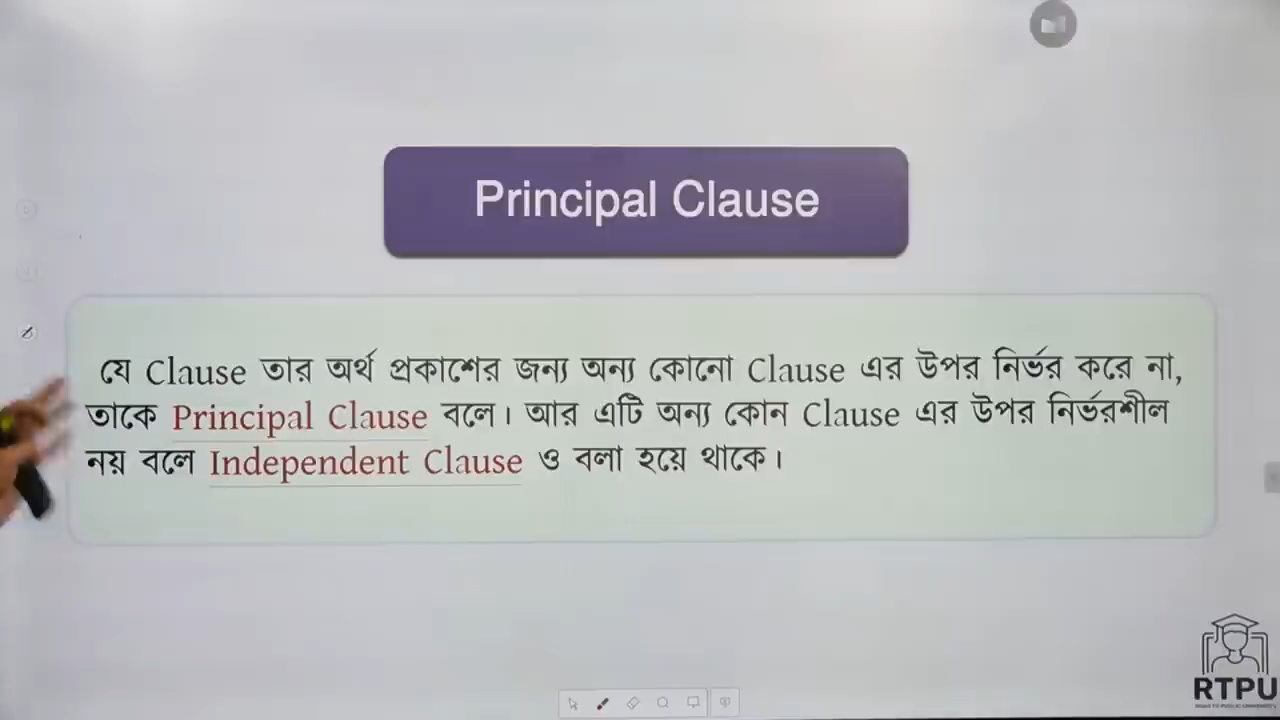 Principal Clause
যে Clause তার অর্থ প্রকাশের জন্য অন্য কোনো Clause এর উপর নির্ভর করে না,
তাকে Principal Clause বলে। আর এটি অন্য কোন Clause এর উপর নির্ভরশীল
নয় বলে Independent Clause ও বলা হয়ে থাকে।
RTPU